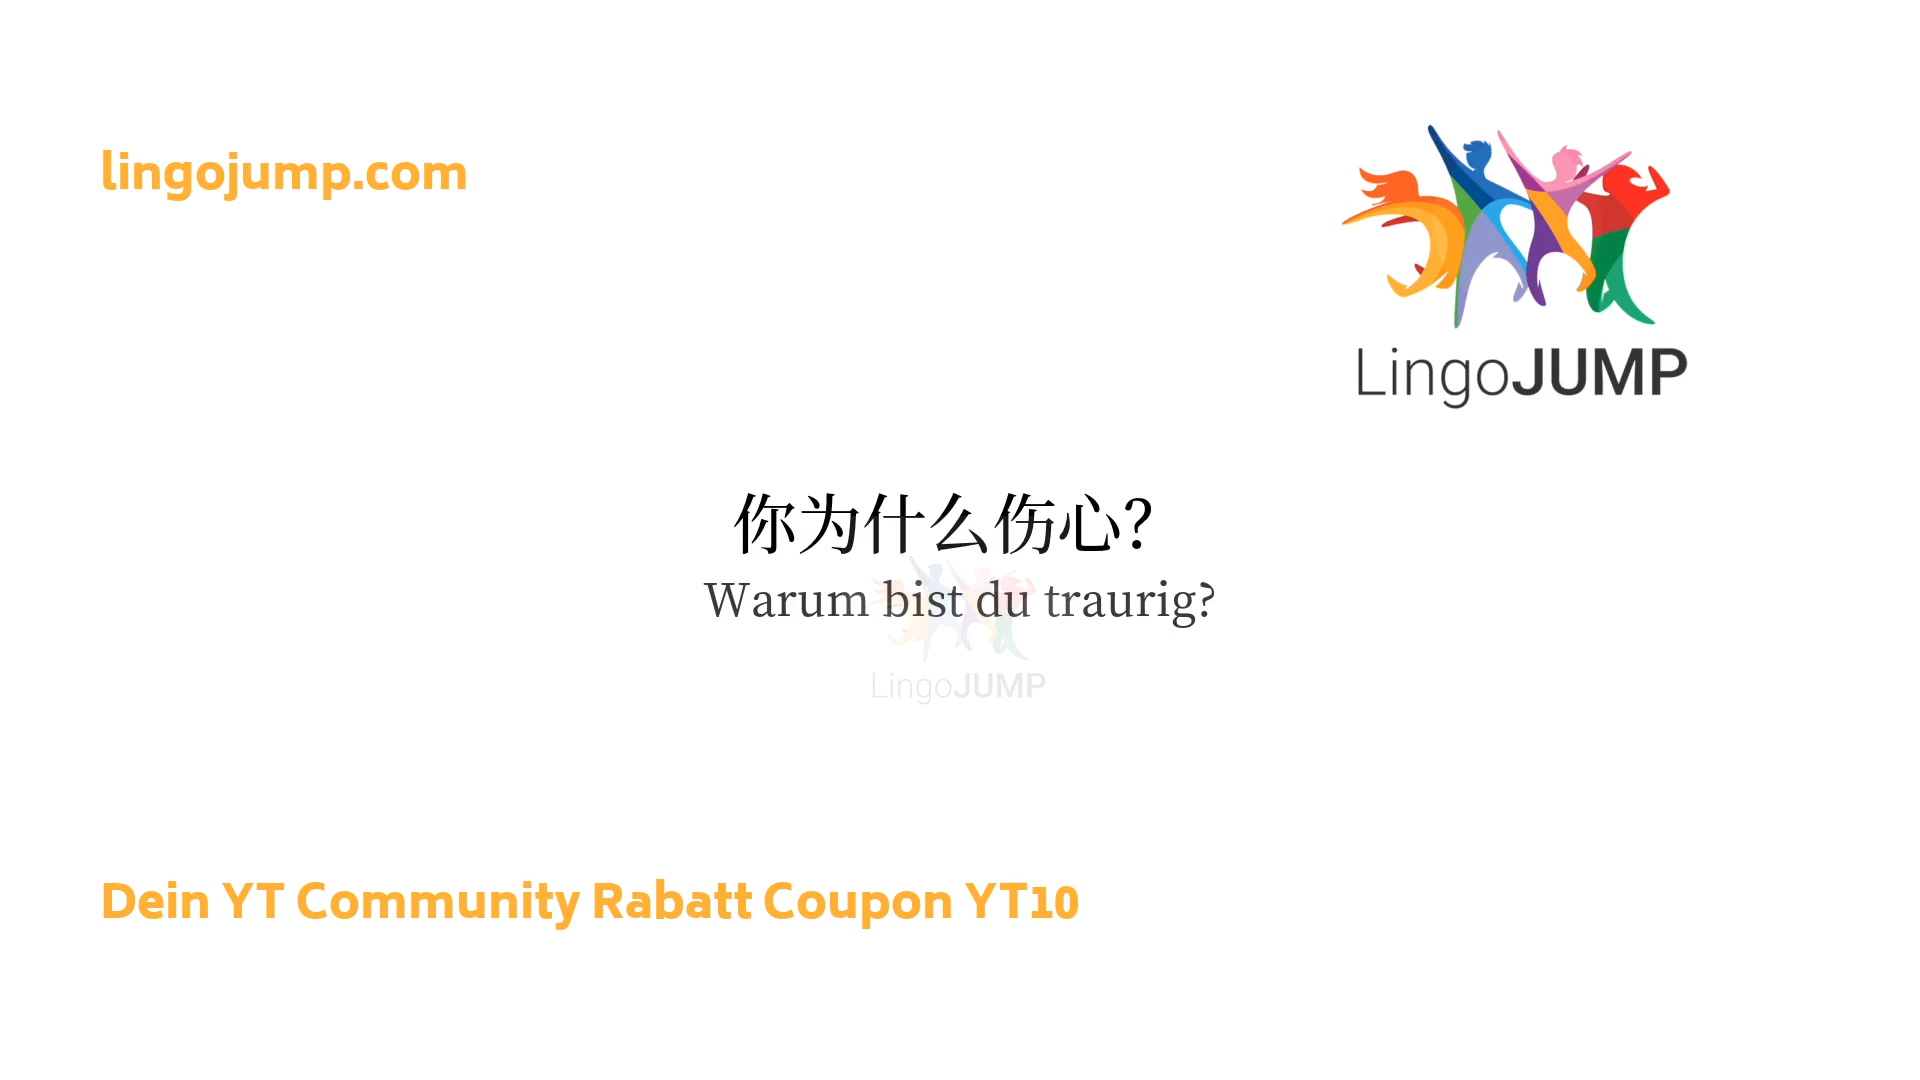 lingojump.com
LingoJUMP
你为什么伤心？
Warum bist du traurig?
LingoJUMP
Dein YT Community Rabatt Coupon YT10